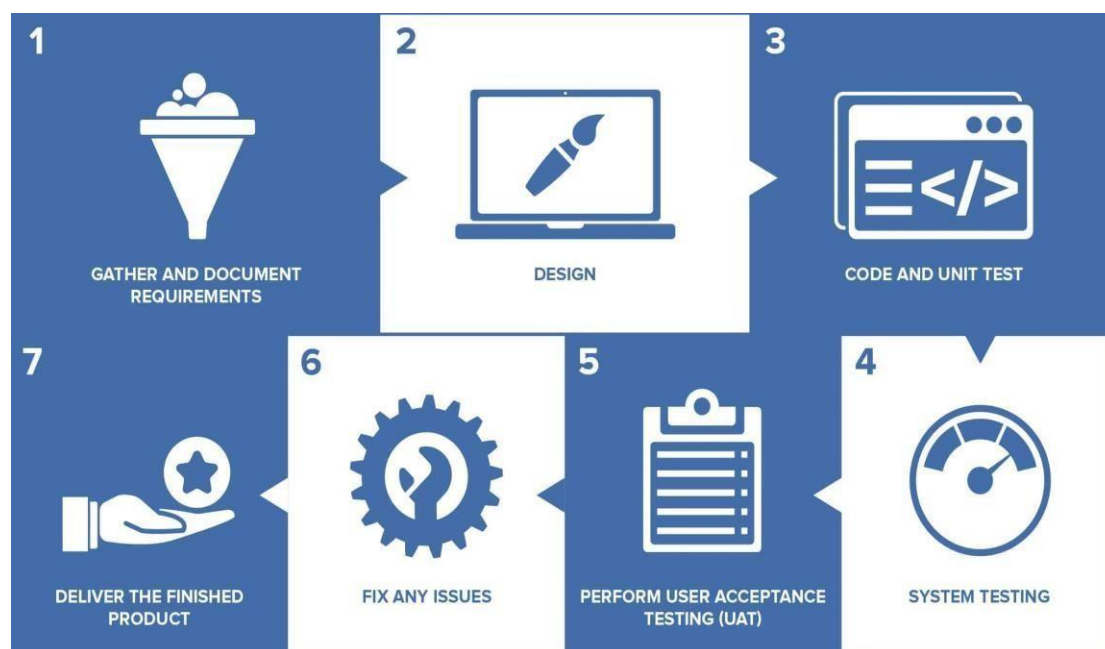 1
GATHER AND DOCUMENT
REQUIREMENTS
2
DESIGN
3
</>
CODE AND UNIT TEST
4
SYSTEM TESTING
5
PERFORM USER ACCEPTANCE
TESTING (UAT)
6
FIX ANY ISSUES
7
DELIVER THE FINISHED
PRODUCT